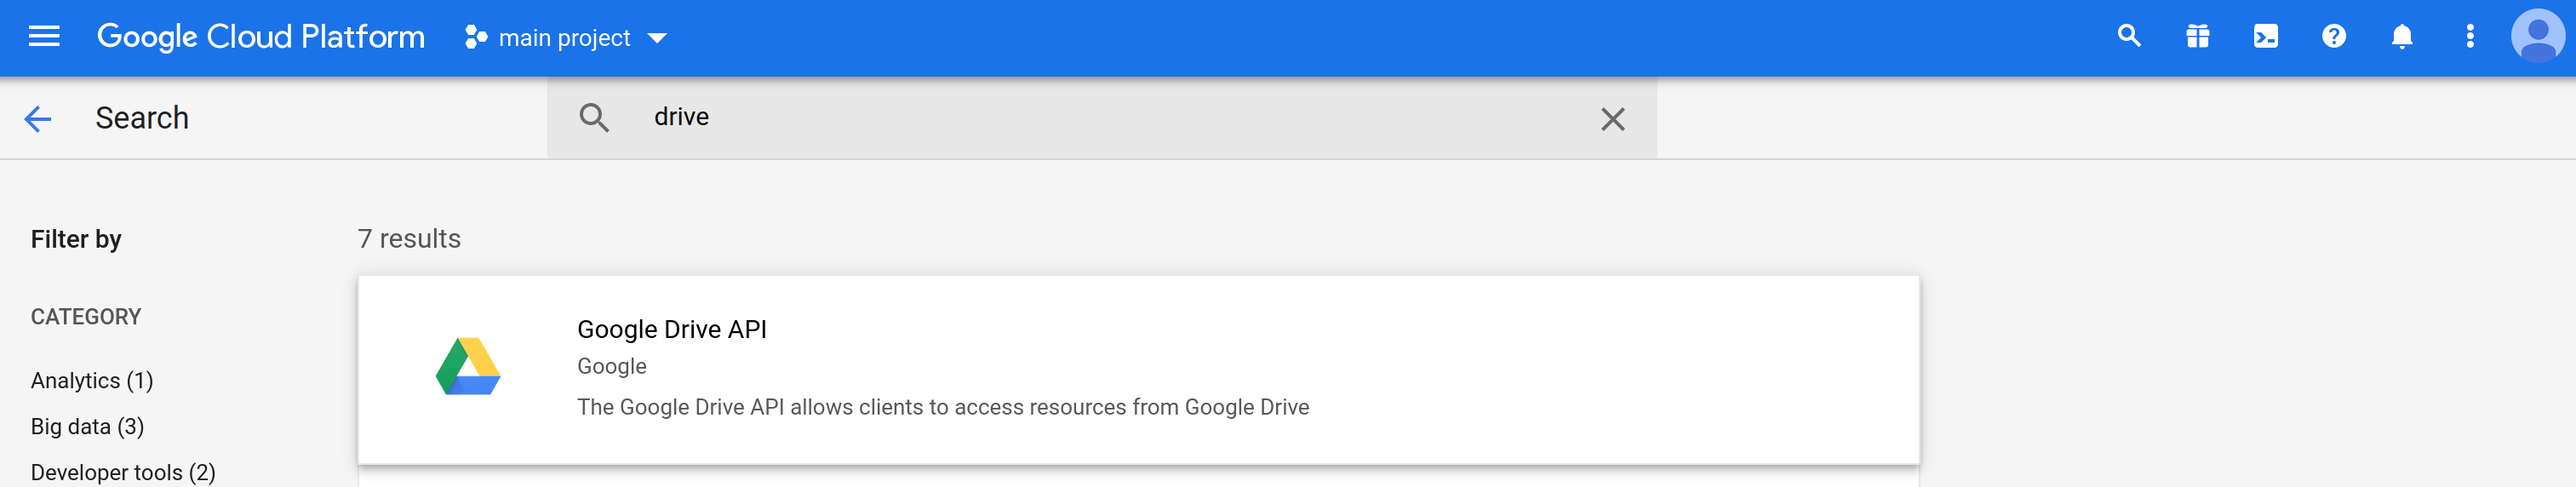 Google Cloud Platform
main project
Search
drive
Filter by
7 results
CATEGORY
Google Drive API
Google
Analytics (1)
The Google Drive API allows clients to access resources from Google Drive
Big data (3)
Developer tools (2)